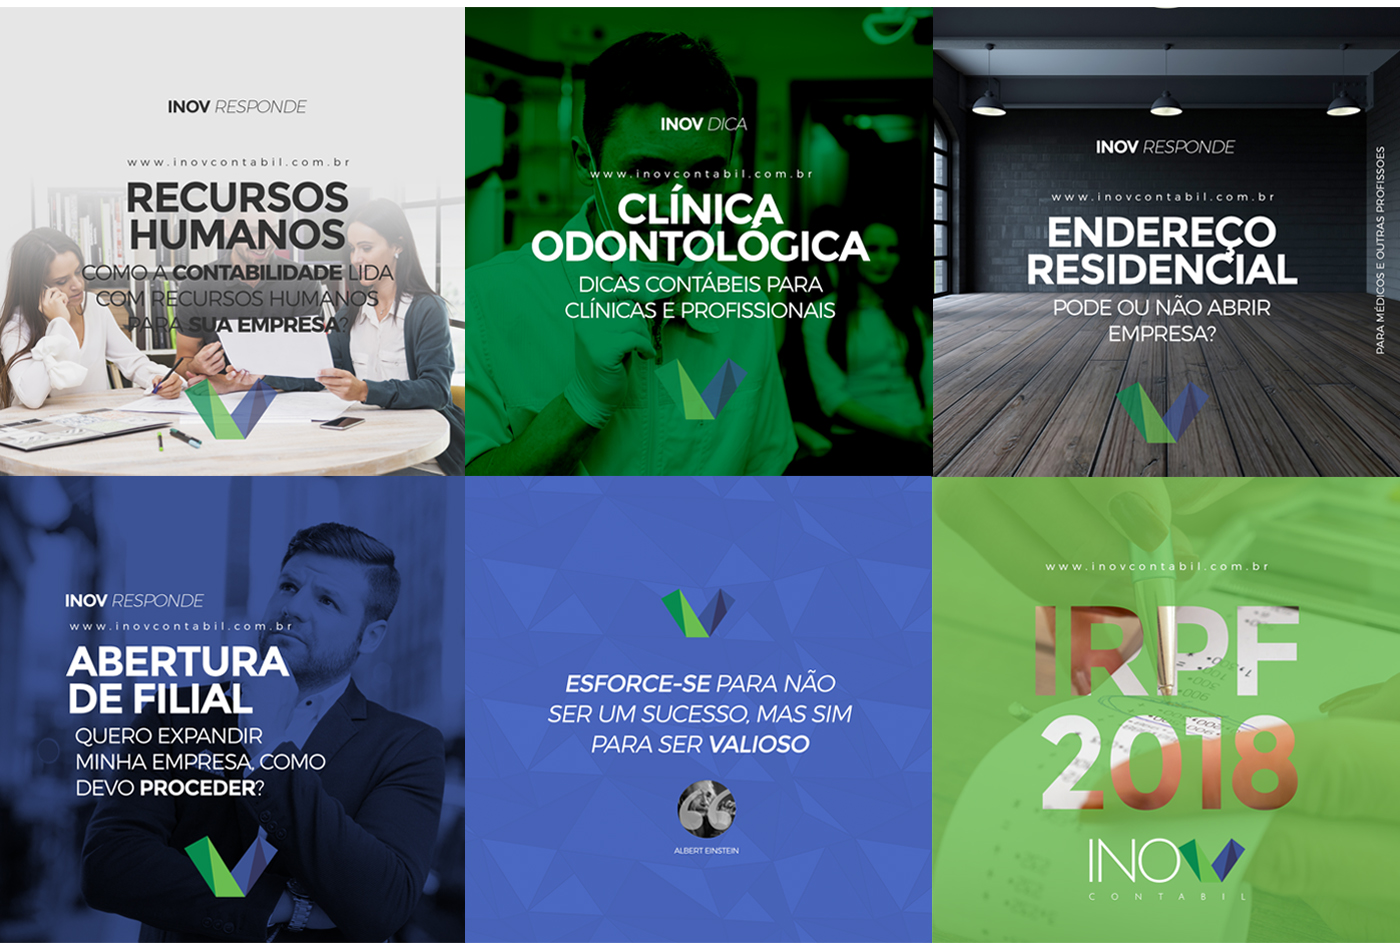 INOV RESPONDE
www.inovcontabil.com.br
RECURSOS
HUMANOS
COMO A CONTABILIDADE LIDA
COM RECURSOS HUMANOS
PARA SUA EMPRESA?
INOV DICA
www.inovcontabil.com.br
CLÍNICA
ODONTOLÓGICA
DICAS CONTÁBEIS PARA
CLÍNICAS E PROFISSIONAIS
INOV RESPONDE
www.inovcontabil.com.br
ENDEREÇO
RESIDENCIAL
PODE OU NÃO ABRIR
EMPRESA?
PARA MÉDICOS E OUTRAS PROFISSOES
INOV RESPONDE
www.inovcontabil.com.br
ABERTURA
DE FILIAL
QUERO EXPANDIR
MINHA EMPRESA, COMO
DEVO PROCEDER?
ESFORCE-SE PARA NÃO
SER UM SUCESSO, MAS SIM
PARA SER VALIOSO
ALBERT EINSTEIN
www.inovcontabil.com.br
IRPF
2018
INOV
CONTABIL